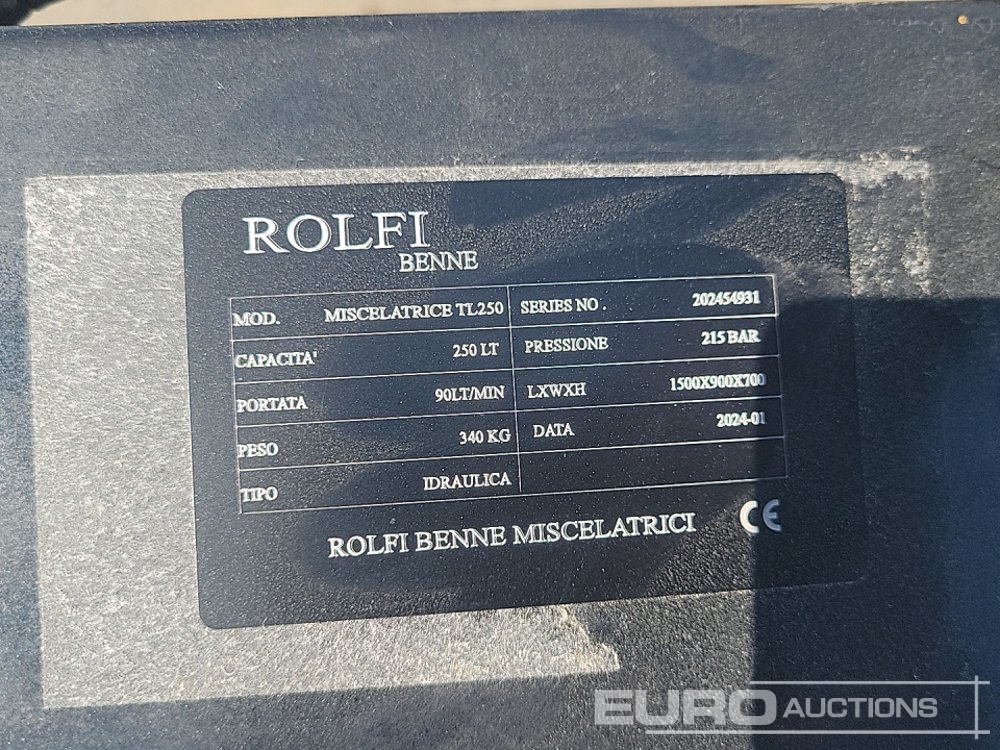 ROLFI
BENNE
MOD. MISCELATRICE TL250 SERIES NO. 202454931
CAPACITA' 250 LT PRESSIONE 215 BAR
PORTATA 90LT/MIN LXWXH 1500X900X700
PESO 340 KG DATA 2024-01
TIPO IDRAULICA
ROLFI BENNE MISCELATRICI CE
EURO AUCTIONS